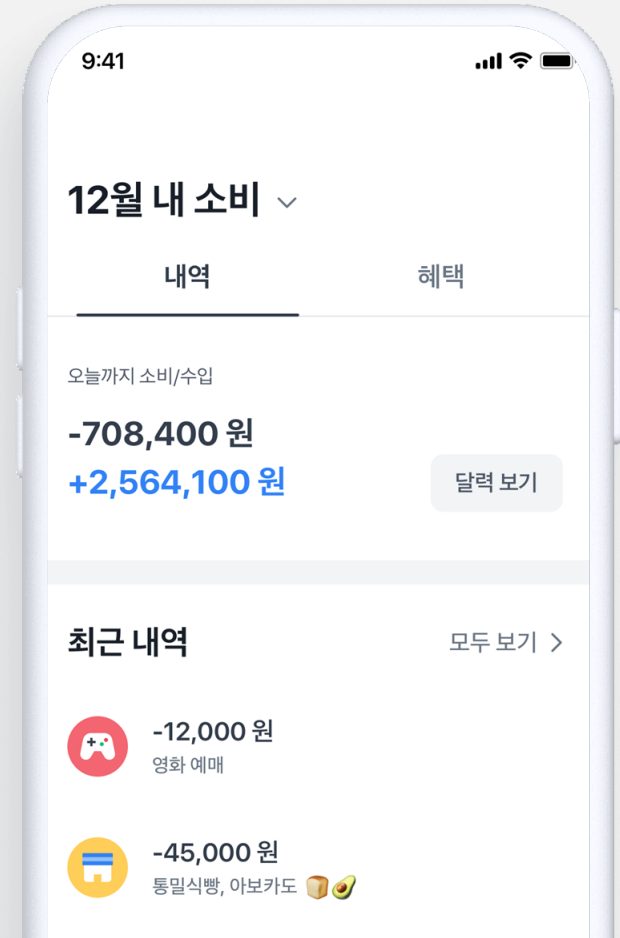 9:41
12월 내 소비
내역
혜택
오늘까지 소비/수입
-708,400 원
+2,564,100 원
달력 보기
최근 내역
모두 보기
-12,000 원
영화 예매
-45,000 원
통밀식빵, 아보카도 🍞🥑